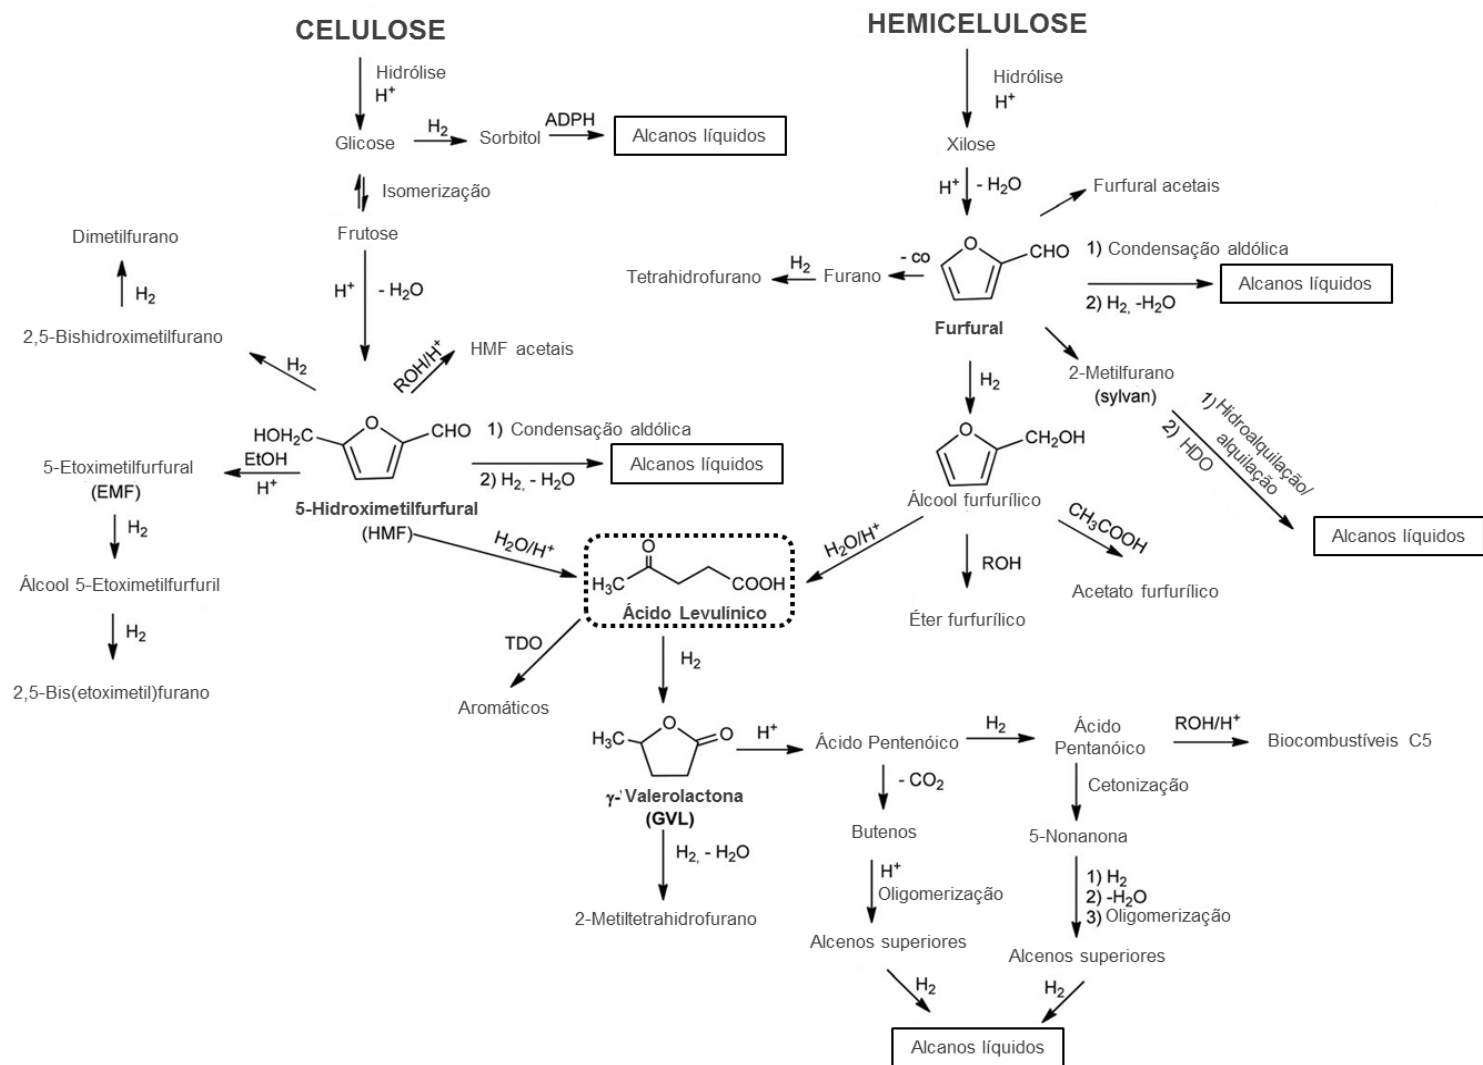 CELULOSE
Hidrólise
H⁺
Glicose
H₂
Sorbitol
ADPH
Alcanos líquidos
Isomerização
Frutose
H⁺
- H₂O
Dimetilfurano
H₂
2,5-Bishidroximetilfurano
H₂
ROH/H⁺
HMF acetais
HOH₂C
O
CHO
5-Hidroximetilfurfural
(HMF)
1) Condensação aldólica
2) H₂, - H₂O
Alcanos líquidos
EtOH
H⁺
5-Etoximetilfurfural
(EMF)
H₂
Álcool 5-Etoximetilfurfuril
H₂
2,5-Bis(etoximetil)furano
H₂O/H⁺
HEMICELULOSE
Hidrólise
H⁺
Xilose
H⁺
- H₂O
Furfural acetais
O
CHO
Furfural
- co
Furano
H₂
Tetrahidrofurano
1) Condensação aldólica
2) H₂, -H₂O
Alcanos líquidos
2-Metilfurano
(sylvan)
1) Hidroalquilação/
alquilação
2) HDO
Alcanos líquidos
H₂
O
CH₂OH
Álcool furfurílico
H₂O/H⁺
ROH
Éter furfurílico
CH₃COOH
Acetato furfurílico
O
H₃C
COOH
Ácido Levulínico
TDO
Aromáticos
H₂
H₃C
O
O
γ-'Valerolactona
(GVL)
H₂, - H₂O
2-Metiltetrahidrofurano
H⁺
Ácido Pentenóico
- CO₂
Butenos
H⁺
Oligomerização
Alcenos superiores
H₂
H₂
Ácido
Pentanóico
ROH/H⁺
Biocombustíveis C5
Cetonização
5-Nonanona
1) H₂
2) -H₂O
3) Oligomerização
Alcenos superiores
H₂
Alcanos líquidos